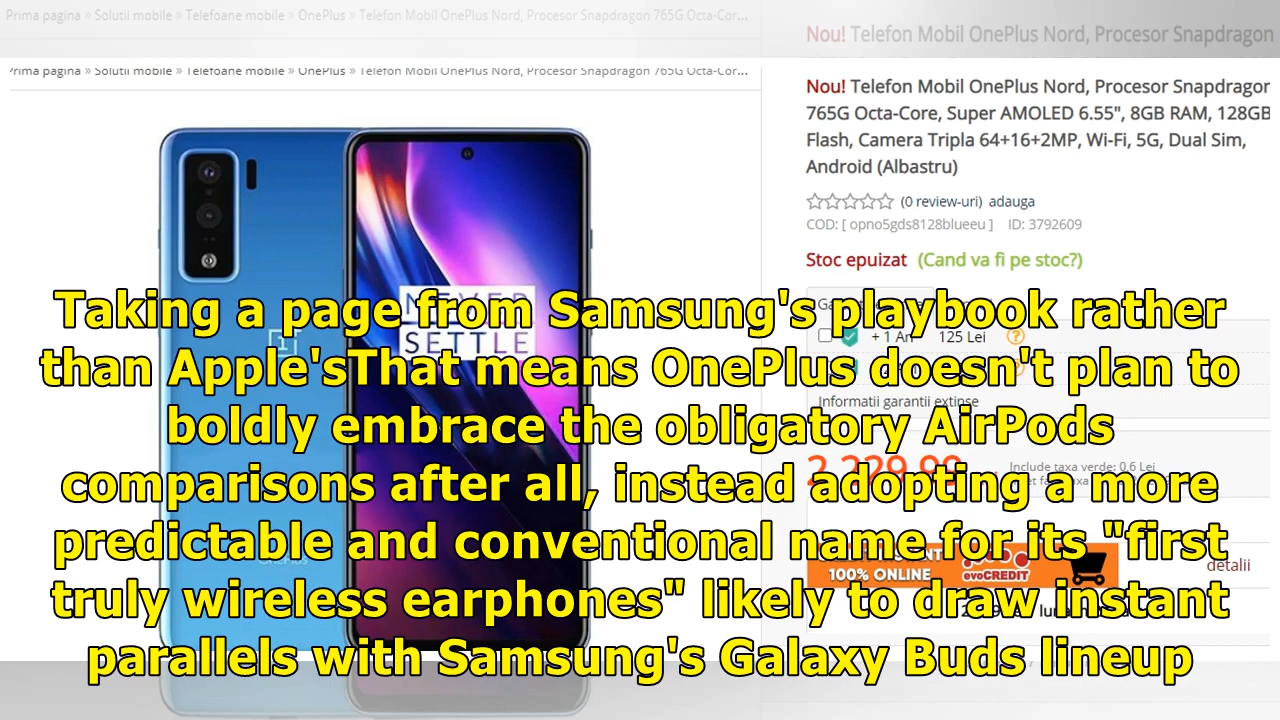 Prima pagina » Solutii mobile » Telefoane mobile » OnePlus » Telefon Mobil OnePlus Nord, Procesor Snapdragon 765G Octa-Cor...
Nou! Telefon Mobil OnePlus Nord, Procesor Snapdragon
Prima pagina » Solutii mobile » Telefoane mobile » OnePlus » Telefon Mobil OnePlus Nord, Procesor Snapdragon 765G Octa-Cor...
Nou! Telefon Mobil OnePlus Nord, Procesor Snapdragon
765G Octa-Core, Super AMOLED 6.55", 8GB RAM, 128GB
Flash, Camera Tripla 64+16+2MP, Wi-Fi, 5G, Dual Sim,
Android (Albastru)
(0 review-uri) adauga
COD: [ opno5gds8128blueeu ] ID: 3792609
Stoc epuizat (Cand va fi pe stoc?)
NEVER
SETTLE
+ 1 An 125 Lei
Informatii garantii extinse
Include taxa verde: 0,6 Lei
100% ONLINE
evoCREDIT
detalii
Taking a page from Samsung's playbook rather
than Apple'sThat means OnePlus doesn't plan to
boldly embrace the obligatory AirPods
comparisons after all, instead adopting a more
predictable and conventional name for its "first
truly wireless earphones" likely to draw instant
parallels with Samsung's Galaxy Buds lineup